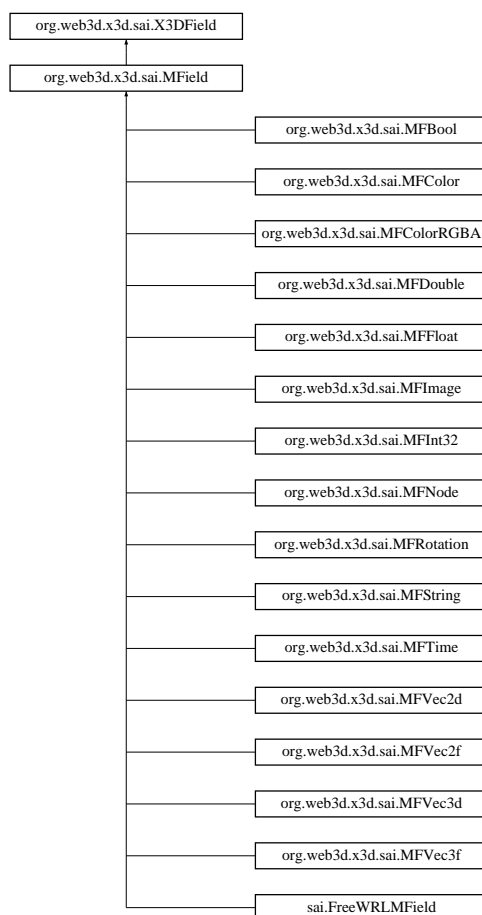 org.web3d.x3d.sai.X3DField
org.web3d.x3d.sai.MField
org.web3d.x3d.sai.MFBool
org.web3d.x3d.sai.MFColor
org.web3d.x3d.sai.MFColorRGBA
org.web3d.x3d.sai.MFDouble
org.web3d.x3d.sai.MFFloat
org.web3d.x3d.sai.MFImage
org.web3d.x3d.sai.MFInt32
org.web3d.x3d.sai.MFNode
org.web3d.x3d.sai.MFRotation
org.web3d.x3d.sai.MFString
org.web3d.x3d.sai.MFTime
org.web3d.x3d.sai.MFVec2d
org.web3d.x3d.sai.MFVec2f
org.web3d.x3d.sai.MFVec3d
org.web3d.x3d.sai.MFVec3f
sai.FreeWRLMField